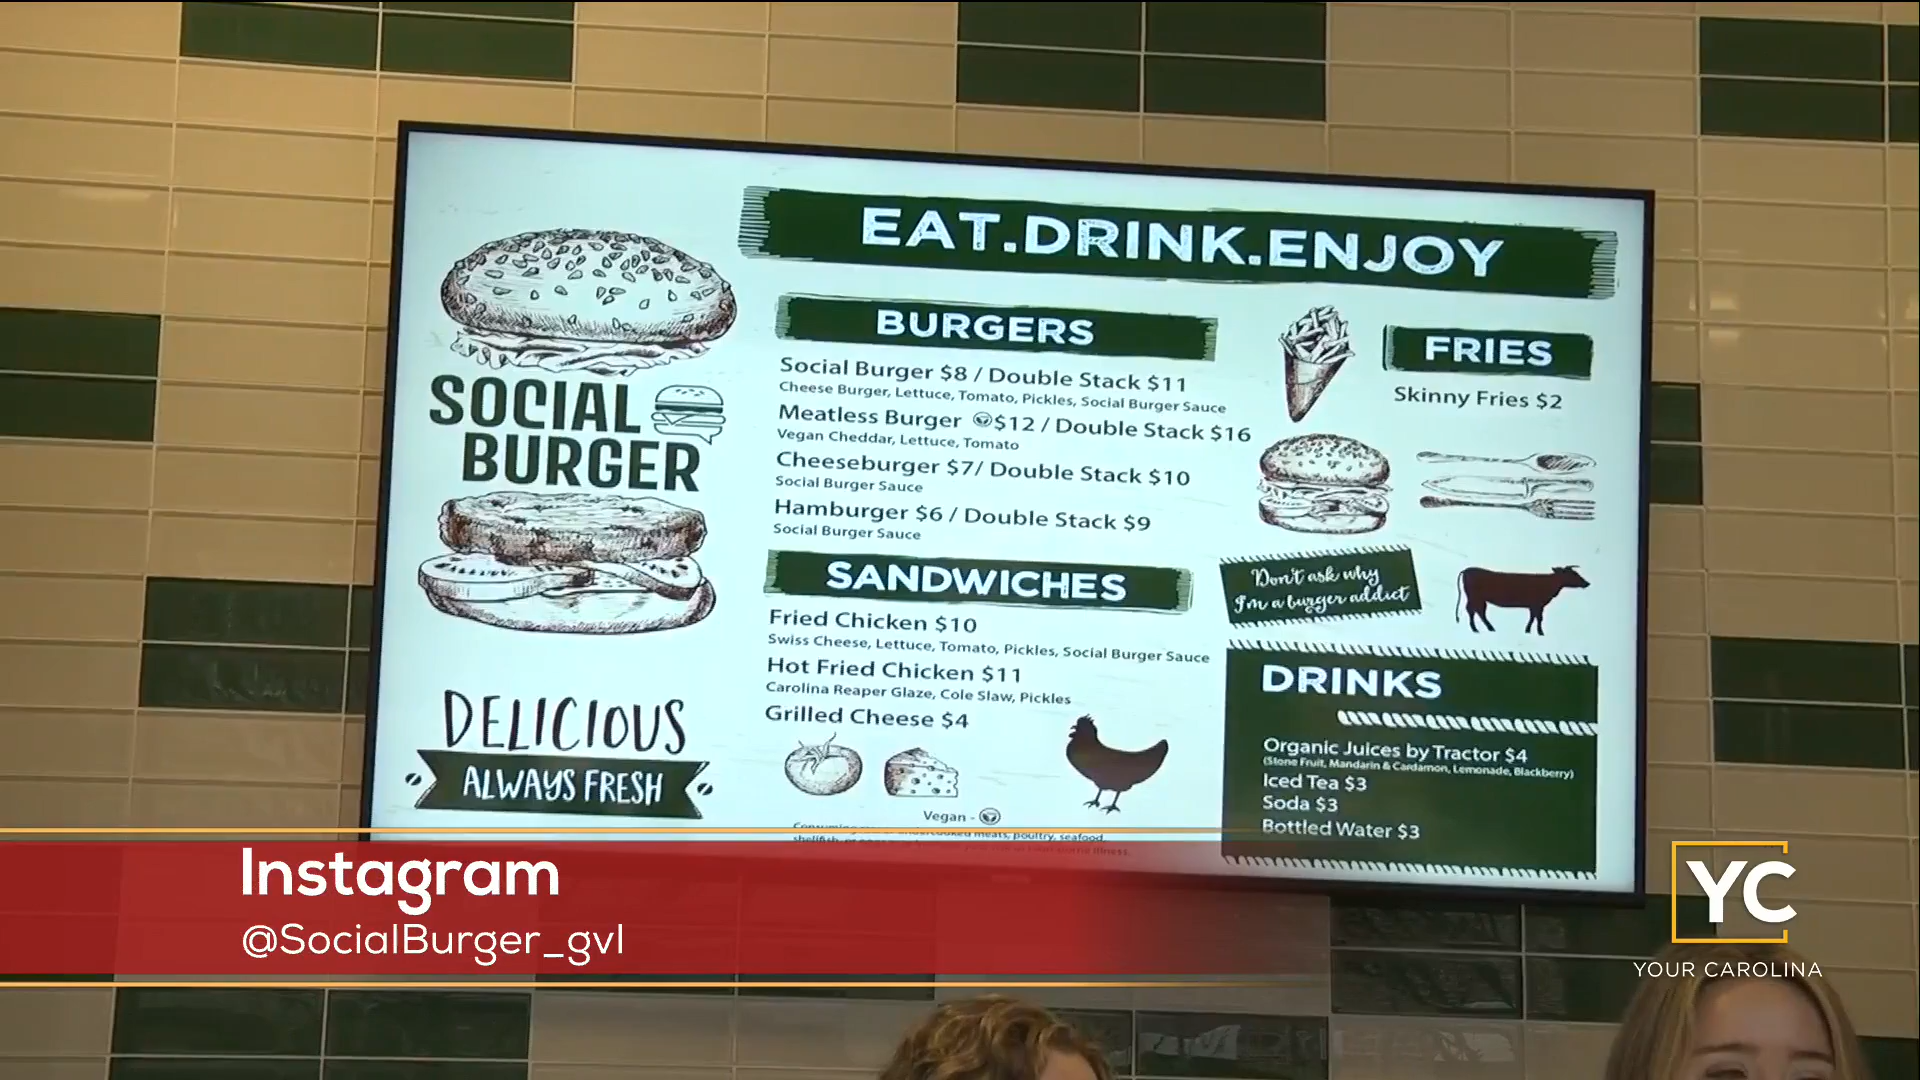 EAT.DRINK.ENJOY
SOCIAL
BURGER
DELICIOUS
ALWAYS FRESH
BURGERS
Social Burger $8 / Double Stack $11
Cheese Burger, Lettuce, Tomato, Pickles, Social Burger Sauce
Meatless Burger $12 / Double Stack $16
Vegan Cheddar, Lettuce, Tomato
Cheeseburger $7/ Double Stack $10
Social Burger Sauce
Hamburger $6 / Double Stack $9
Social Burger Sauce
SANDWICHES
Fried Chicken $10
Swiss Cheese, Lettuce, Tomato, Pickles, Social Burger Sauce
Hot Fried Chicken $11
Carolina Reaper Glaze, Cole Slaw, Pickles
Grilled Cheese $4
Vegan -
meats, poultry, seafood,
FRIES
Skinny Fries $2
Don't ask why
I'm a burger addict
DRINKS
Organic Juices by Tractor $4
(Stone Fruit, Mandarin & Cardamon, Lemonade, Blackberry)
Iced Tea $3
Soda $3
Bottled Water $3
Instagram
@SocialBurger_gvl
YC
YOUR CAROLINA